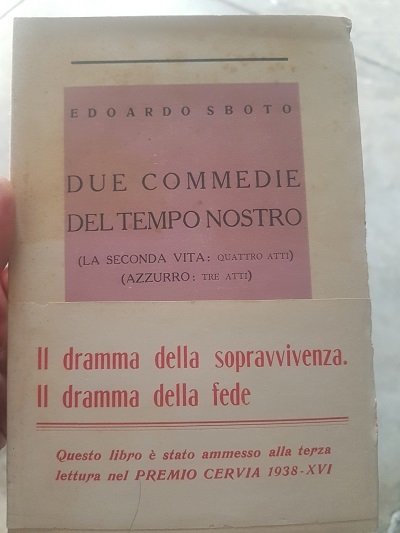 EDOARDO SBOTO
DUE COMMEDIE
DEL TEMPO NOSTRO
(LA SECONDA VITA: QUATTRO ATTI)
(AZZURRO: TRE ATTI)
Il dramma della sopravvivenza.
Il dramma della fede
Questo libro è stato ammesso alla terza
lettura nel PREMIO CERVIA 1938-XVI